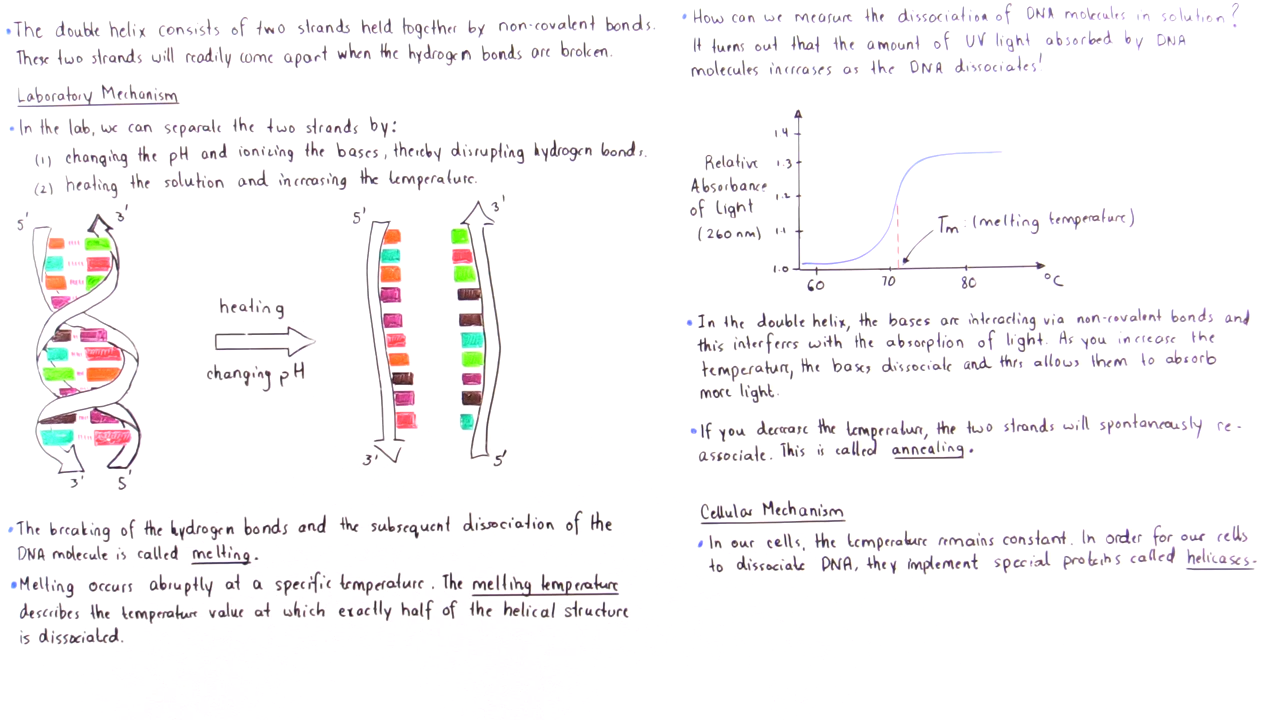 • The double helix consists of two strands held together by non-covalent bonds.
These two strands will readily come apart when the hydrogen bonds are broken.
Laboratory Mechanism
• In the lab, we can separate the two strands by:
(1) changing the pH and ionizing the bases, thereby disrupting hydrogen bonds.
(2) heating the solution and increasing the temperature.
5' 3'
3' 5'
heating
changing pH
5' 3'
3' 5'
• The breaking of the hydrogen bonds and the subsequent dissociation of the
DNA molecule is called melting.
• Melting occurs abruptly at a specific temperature. The melting temperature
describes the temperature value at which exactly half of the helical structure
is dissociated.
• How can we measure the dissociation of DNA molecules in solution?
It turns out that the amount of UV light absorbed by DNA
molecules increases as the DNA dissociates!
Relative
Absorbance
of Light
(260 nm)
1.4
1.3
1.2
1.1
1.0
Tm (melting temperature)
60 70 80 °C
• In the double helix, the bases are interacting via non-covalent bonds and
this interferes with the absorption of light. As you increase the
temperature, the bases dissociate and this allows them to absorb
more light.
• If you decrease the temperature, the two strands will spontaneously re-
associate. This is called annealing.
Cellular Mechanism
• In our cells, the temperature remains constant. In order for our cells
to dissociate DNA, they implement special proteins called helicases.